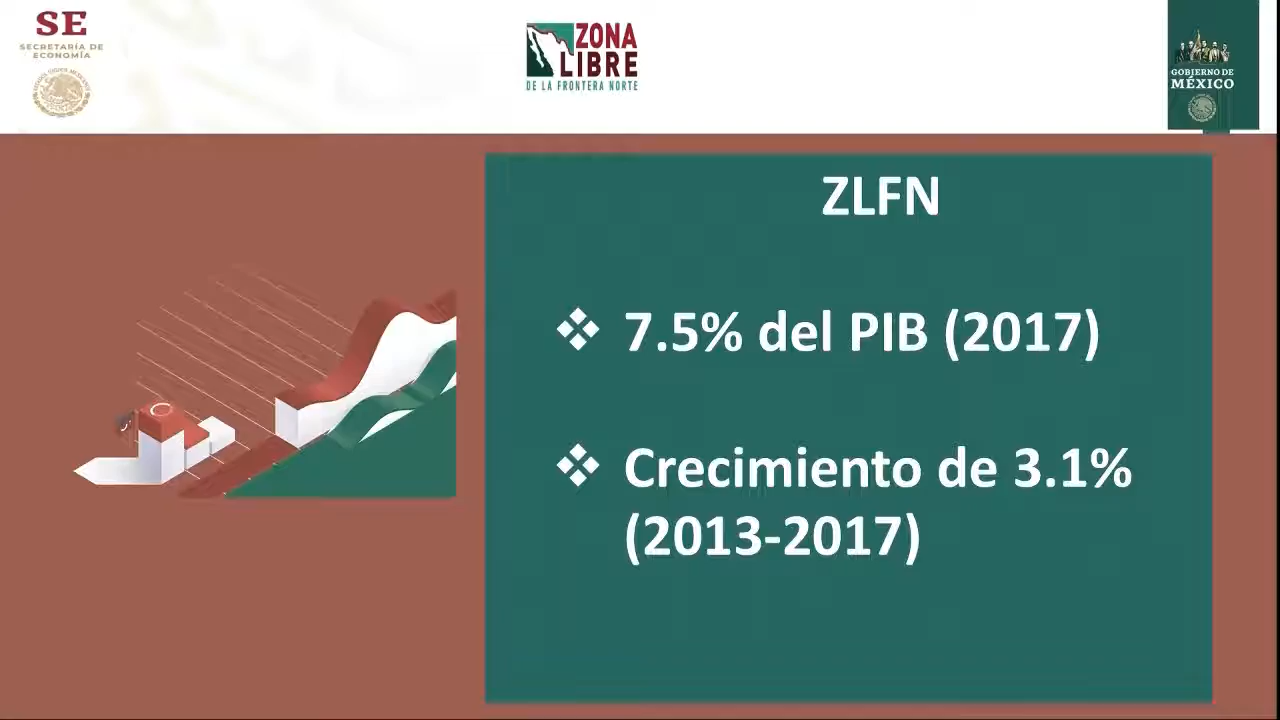 SE
SECRETARÍA DE
ECONOMÍA
ZONA
LIBRE
DE LA FRONTERA NORTE
GOBIERNO DE
MÉXICO
ZLFN
7.5% del PIB (2017)
Crecimiento de 3.1%
(2013-2017)